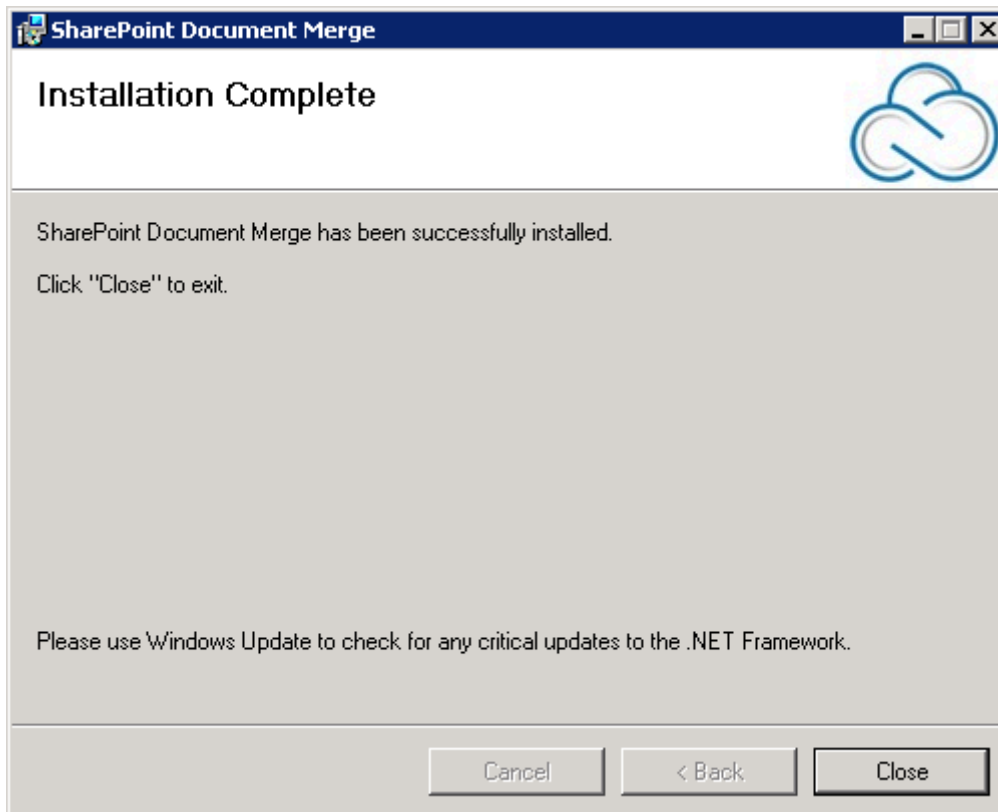 SharePoint Document Merge
Installation Complete
SharePoint Document Merge has been successfully installed.
Click "Close" to exit.
Please use Windows Update to check for any critical updates to the .NET Framework.
Cancel
< Back
Close